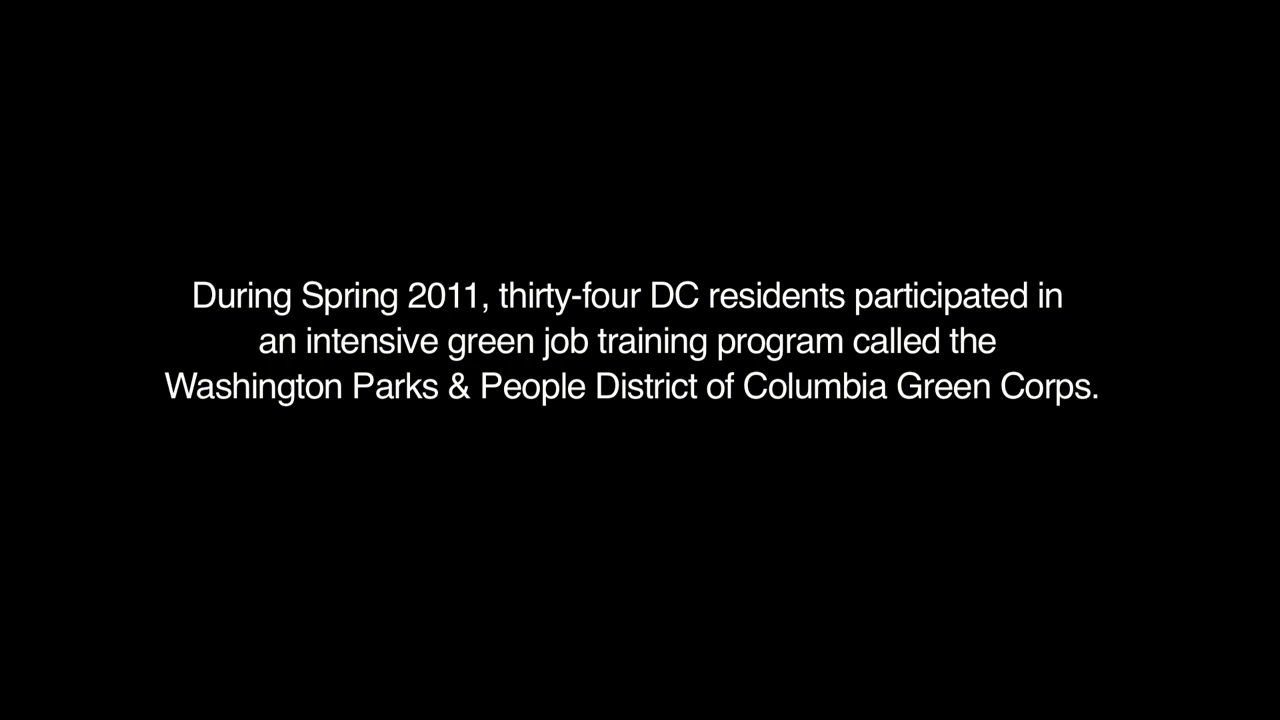 During Spring 2011, thirty-four DC residents participated in
an intensive green job training program called the
Washington Parks & People District of Columbia Green Corps.